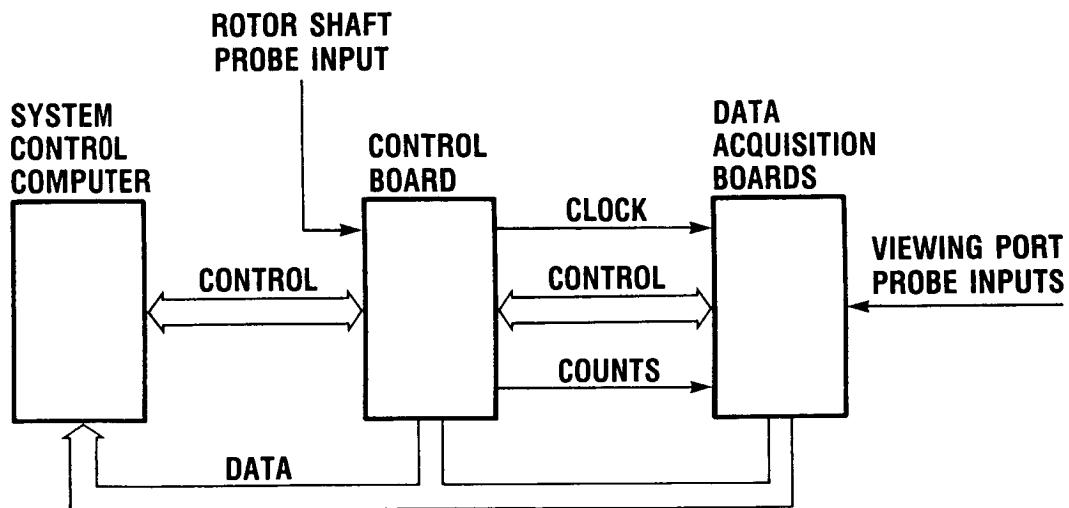 ROTOR SHAFT
PROBE INPUT
SYSTEM
CONTROL
COMPUTER
CONTROL
BOARD
DATA
ACQUISITION
BOARDS
CLOCK
VIEWING PORT
PROBE INPUTS
CONTROL
CONTROL
COUNTS
DATA